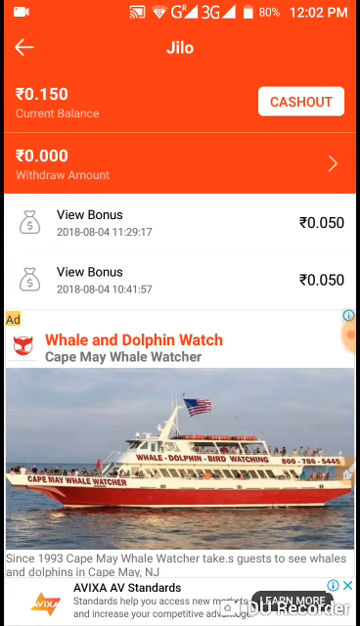 G R 3G 80% 12:02 PM
Jilo
₹0.150
Current Balance
CASHOUT
₹0.000
Withdraw Amount
View Bonus
2018-08-04 11:29:17
₹0.050
View Bonus
2018-08-04 10:41:57
₹0.050
Ad
Whale and Dolphin Watch
Cape May Whale Watcher
WHALE - DOLPHIN - BIRD WATCHING 800-786-5445
CAPE MAY WHALE WATCHER
Since 1993 Cape May Whale Watcher take.s guests to see whales
and dolphins in Cape May, NJ
AVIXA
AVIXA AV Standards
Standards help you access new markets
and increase your competitive advantage.
LEARN MORE
DU Recorder